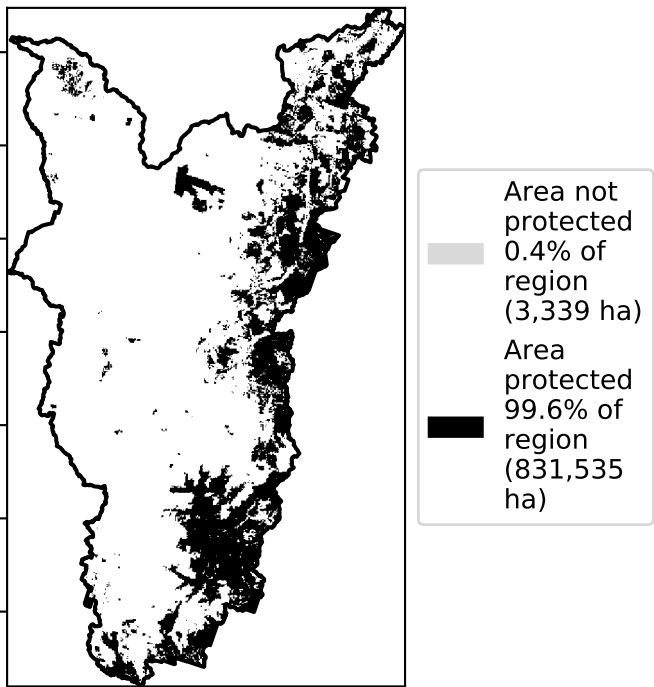 Area not
protected
0.4% of
region
(3,339 ha)
Area
protected
99.6% of
region
(831,535
ha)